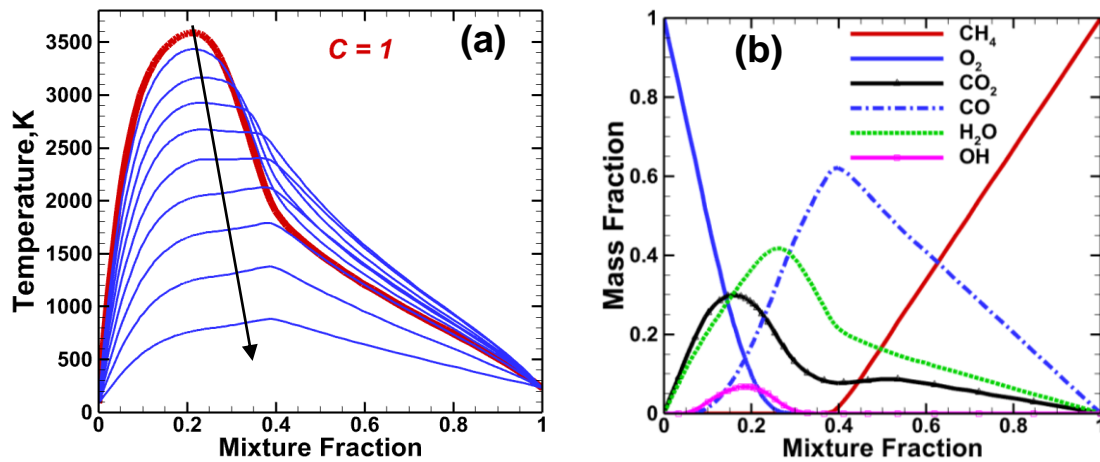 (a)
C = 1
Temperature,K
3500
3000
2500
2000
1500
1000
500
0
0
0.2
0.4
0.6
0.8
1
Mixture Fraction
(b)
CH₄
O₂
CO₂
CO
H₂O
OH
Mass Fraction
1
0.8
0.6
0.4
0.2
0
0
0.2
0.4
0.6
0.8
1
Mixture Fraction